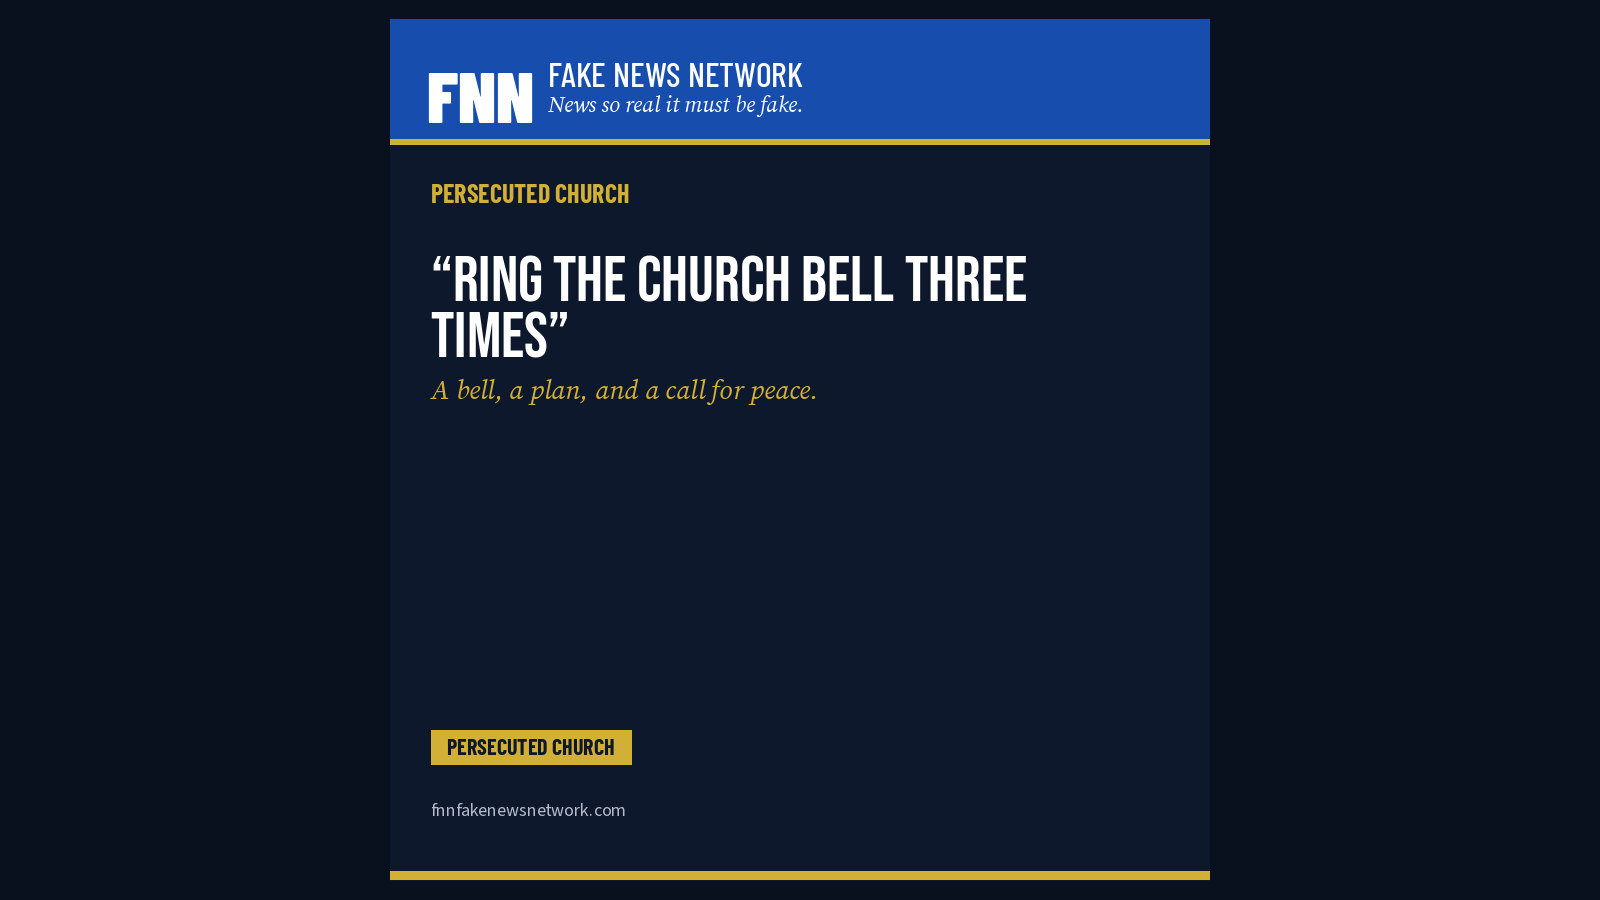 FNN
FAKE NEWS NETWORK
News so real it must be fake.
PERSECUTED CHURCH
“RING THE CHURCH BELL THREE
TIMES”
A bell, a plan, and a call for peace.
PERSECUTED CHURCH
fnnfakenewsnetwork.com